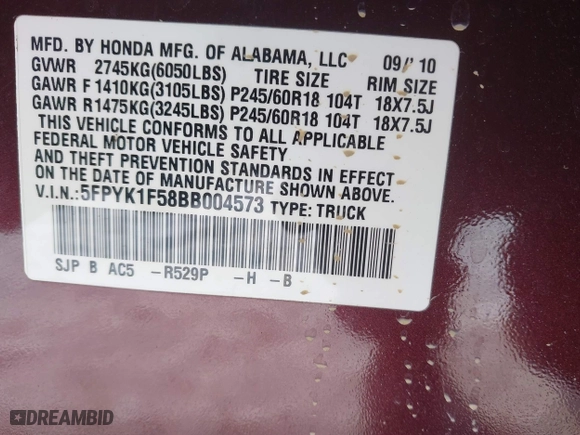 MFD. BY HONDA MFG. OF ALABAMA, LLC 09/10
GVWR 2745KG(6050LBS) TIRE SIZE RIM SIZE
GAWR F 1410KG(3105LBS) P245/60R18 104T 18X7.5J
GAWR R 1475KG(3245LBS) P245/60R18 104T 18X7.5J
THIS VEHICLE CONFORMS TO ALL APPLICABLE
FEDERAL MOTOR VEHICLE SAFETY
AND THEFT PREVENTION STANDARDS IN EFFECT
ON THE DATE OF MANUFACTURE SHOWN ABOVE.
V.I.N.:5FPYK1F58BB004573 TYPE: TRUCK
SJP B AC5 -R529P -H -B
DREAMBID